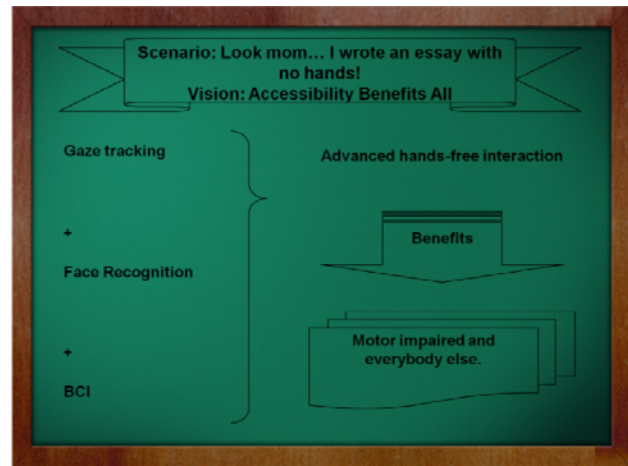 Scenario: Look mom... I wrote an essay with
no hands!
Vision: Accessibility Benefits All
Gaze tracking
+
Face Recognition
+
BCI
Advanced hands-free interaction
Benefits
Motor impaired and
everybody else.